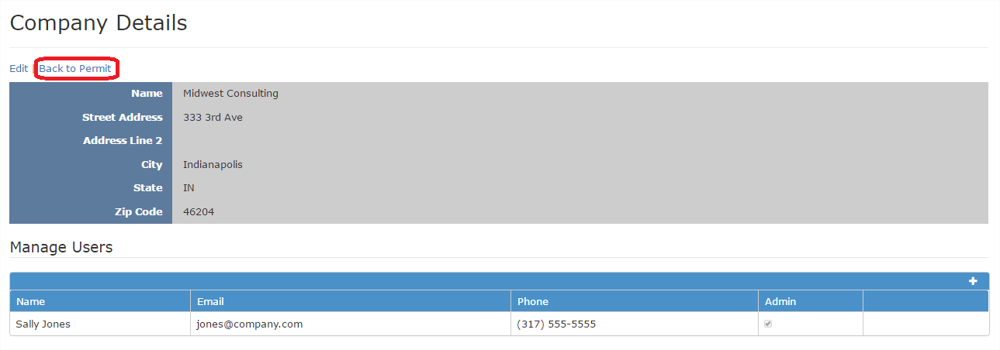 Company Details
Edit | Back to Permit
Name Midwest Consulting
Street Address 333 3rd Ave
Address Line 2
City Indianapolis
State IN
Zip Code 46204
Manage Users
Name Email Phone Admin
Sally Jones jones@company.com (317) 555-5555